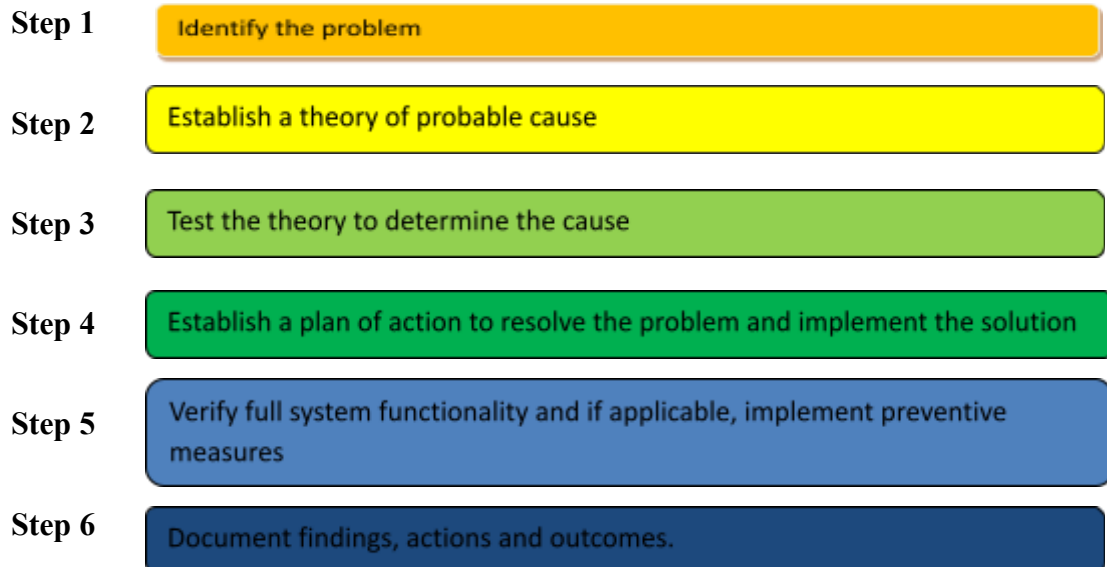 Step 1
Identify the problem
Step 2
Establish a theory of probable cause
Step 3
Test the theory to determine the cause
Step 4
Establish a plan of action to resolve the problem and implement the solution
Step 5
Verify full system functionality and if applicable, implement preventive
measures
Step 6
Document findings, actions and outcomes.